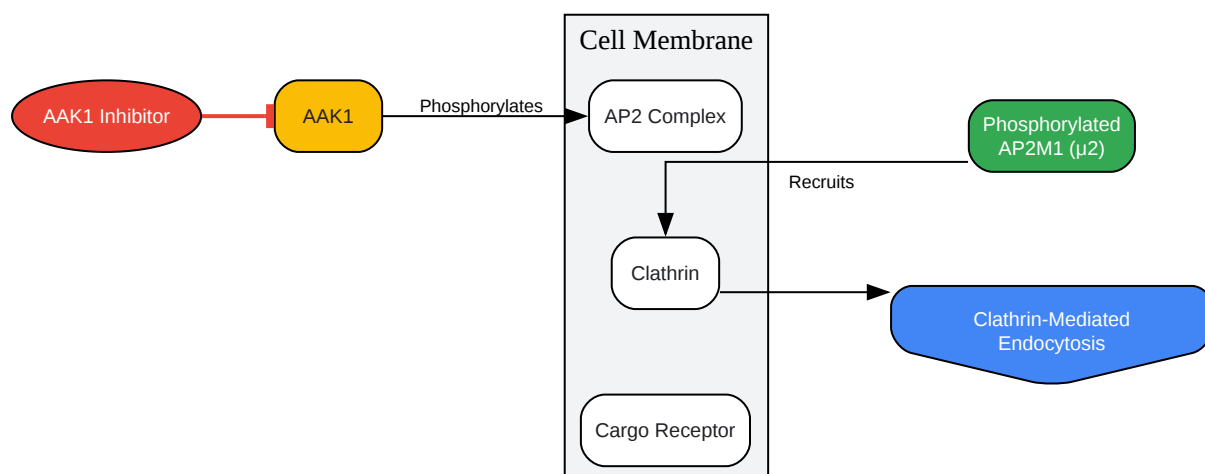 Cell Membrane
AAK1 Inhibitor
AAK1
Phosphorylates
AP2 Complex
Phosphorylated
AP2M1 (μ2)
Recruits
Clathrin
Clathrin-Mediated
Endocytosis
Cargo Receptor